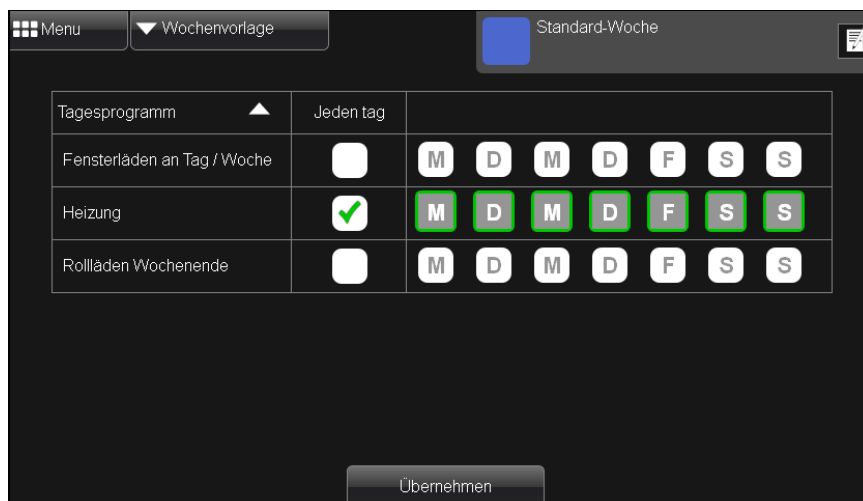 Menu
Wochenvorlage
Standard-Woche
Tagesprogramm Jeden tag
Fensterläden an Tag / Woche M D M D F S S
Heizung M D M D F S S
Rollläden Wochenende M D M D F S S
Übernehmen